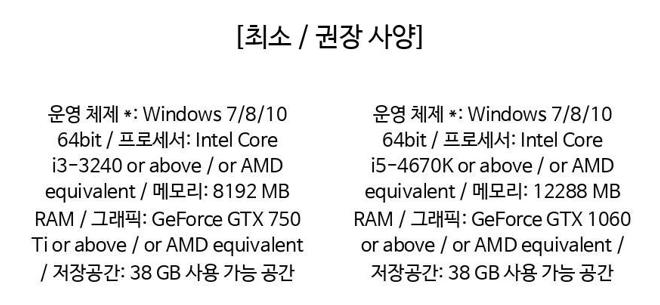 [최소 / 권장 사양]
운영 체제 *: Windows 7/8/10
64bit / 프로세서: Intel Core
i3-3240 or above / or AMD
equivalent / 메모리: 8192 MB
RAM / 그래픽: GeForce GTX 750
Ti or above / or AMD equivalent
/ 저장공간: 38 GB 사용 가능 공간
운영 체제 *: Windows 7/8/10
64bit / 프로세서: Intel Core
i5-4670K or above / or AMD
equivalent / 메모리: 12288 MB
RAM / 그래픽: GeForce GTX 1060
or above / or AMD equivalent /
저장공간: 38 GB 사용 가능 공간